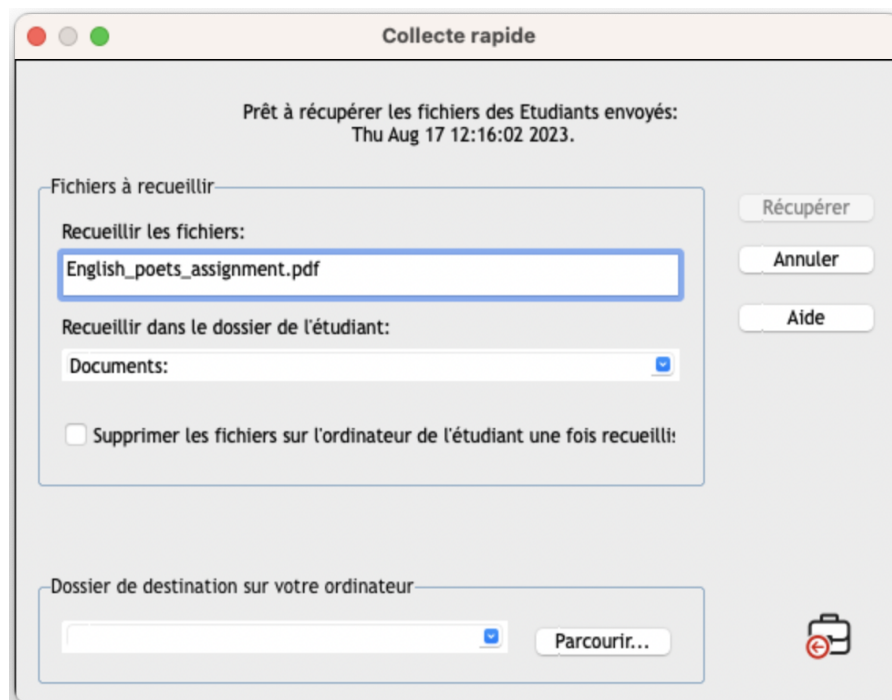 Collecte rapide
Prêt à récupérer les fichiers des Etudiants envoyés:
Thu Aug 17 12:16:02 2023.
Fichiers à recueillir
Recueillir les fichiers:
English_poets_assignment.pdf
Recueillir dans le dossier de l'étudiant:
Documents:
Supprimer les fichiers sur l'ordinateur de l'étudiant une fois recueillis
Récupérer
Annuler
Aide
Dossier de destination sur votre ordinateur
Parcourir...